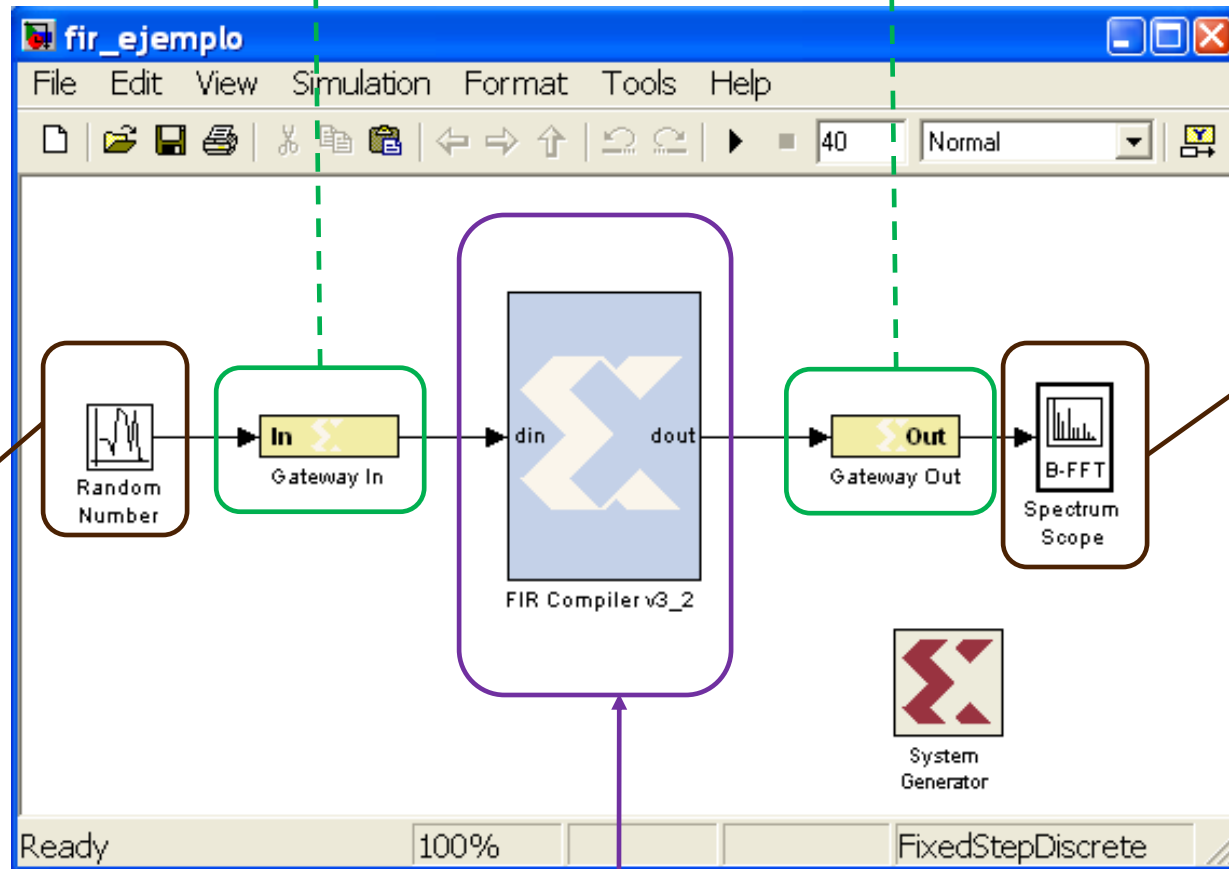 fir_ejemplo
File Edit View Simulation Format Tools Help
40 Normal
In
Gateway In
din dout
Out
Gateway Out
B-FFT
Random
Number
Spectrum
Scope
FIR Compiler v3_2
System
Generator
Ready 100% FixedStepDiscrete